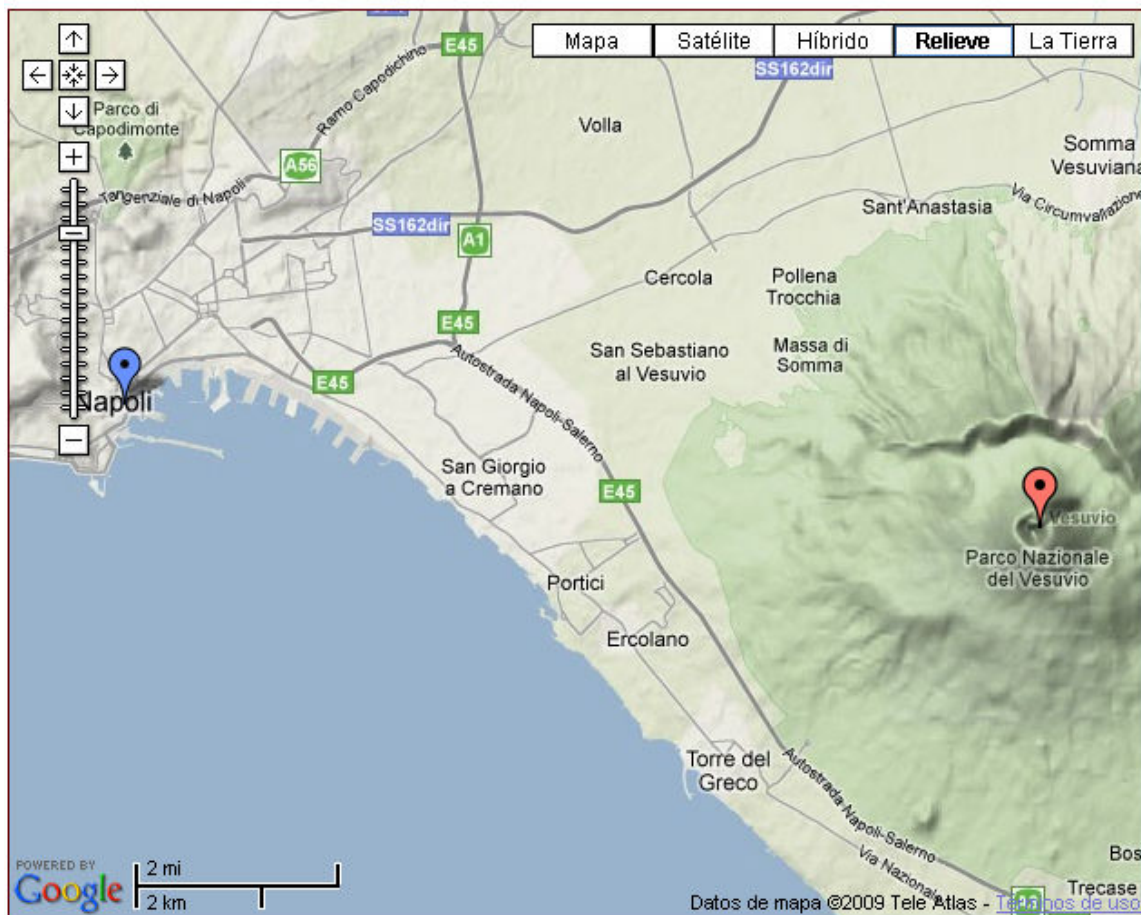 E45
Mapa
Satélite
Híbrido
Relieve
La Tierra
SS162dir
Parco di
Capodimonte
Ramo Capodichino
Volla
Somma
Vesuviana
A56
Tangenziale di Napoli
Sant'Anastasia
Via Circumvallazione
SS162dir
A1
Cercola
Pollena
Trocchia
E45
San Sebastiano
al Vesuvio
Massa di
Somma
Autostrada Napoli-Salerno
E45
Napoli
San Giorgio
a Cremano
E45
Vesuvio
Parco Nazionale
del Vesuvio
Portici
Ercolano
Torre del
Greco
Autostrada Napoli-Salerno
Via Nazionale
Bos
Trecase
POWERED BY
Google
2 mi
2 km
Datos de mapa ©2009 Tele Atlas - Términos de uso